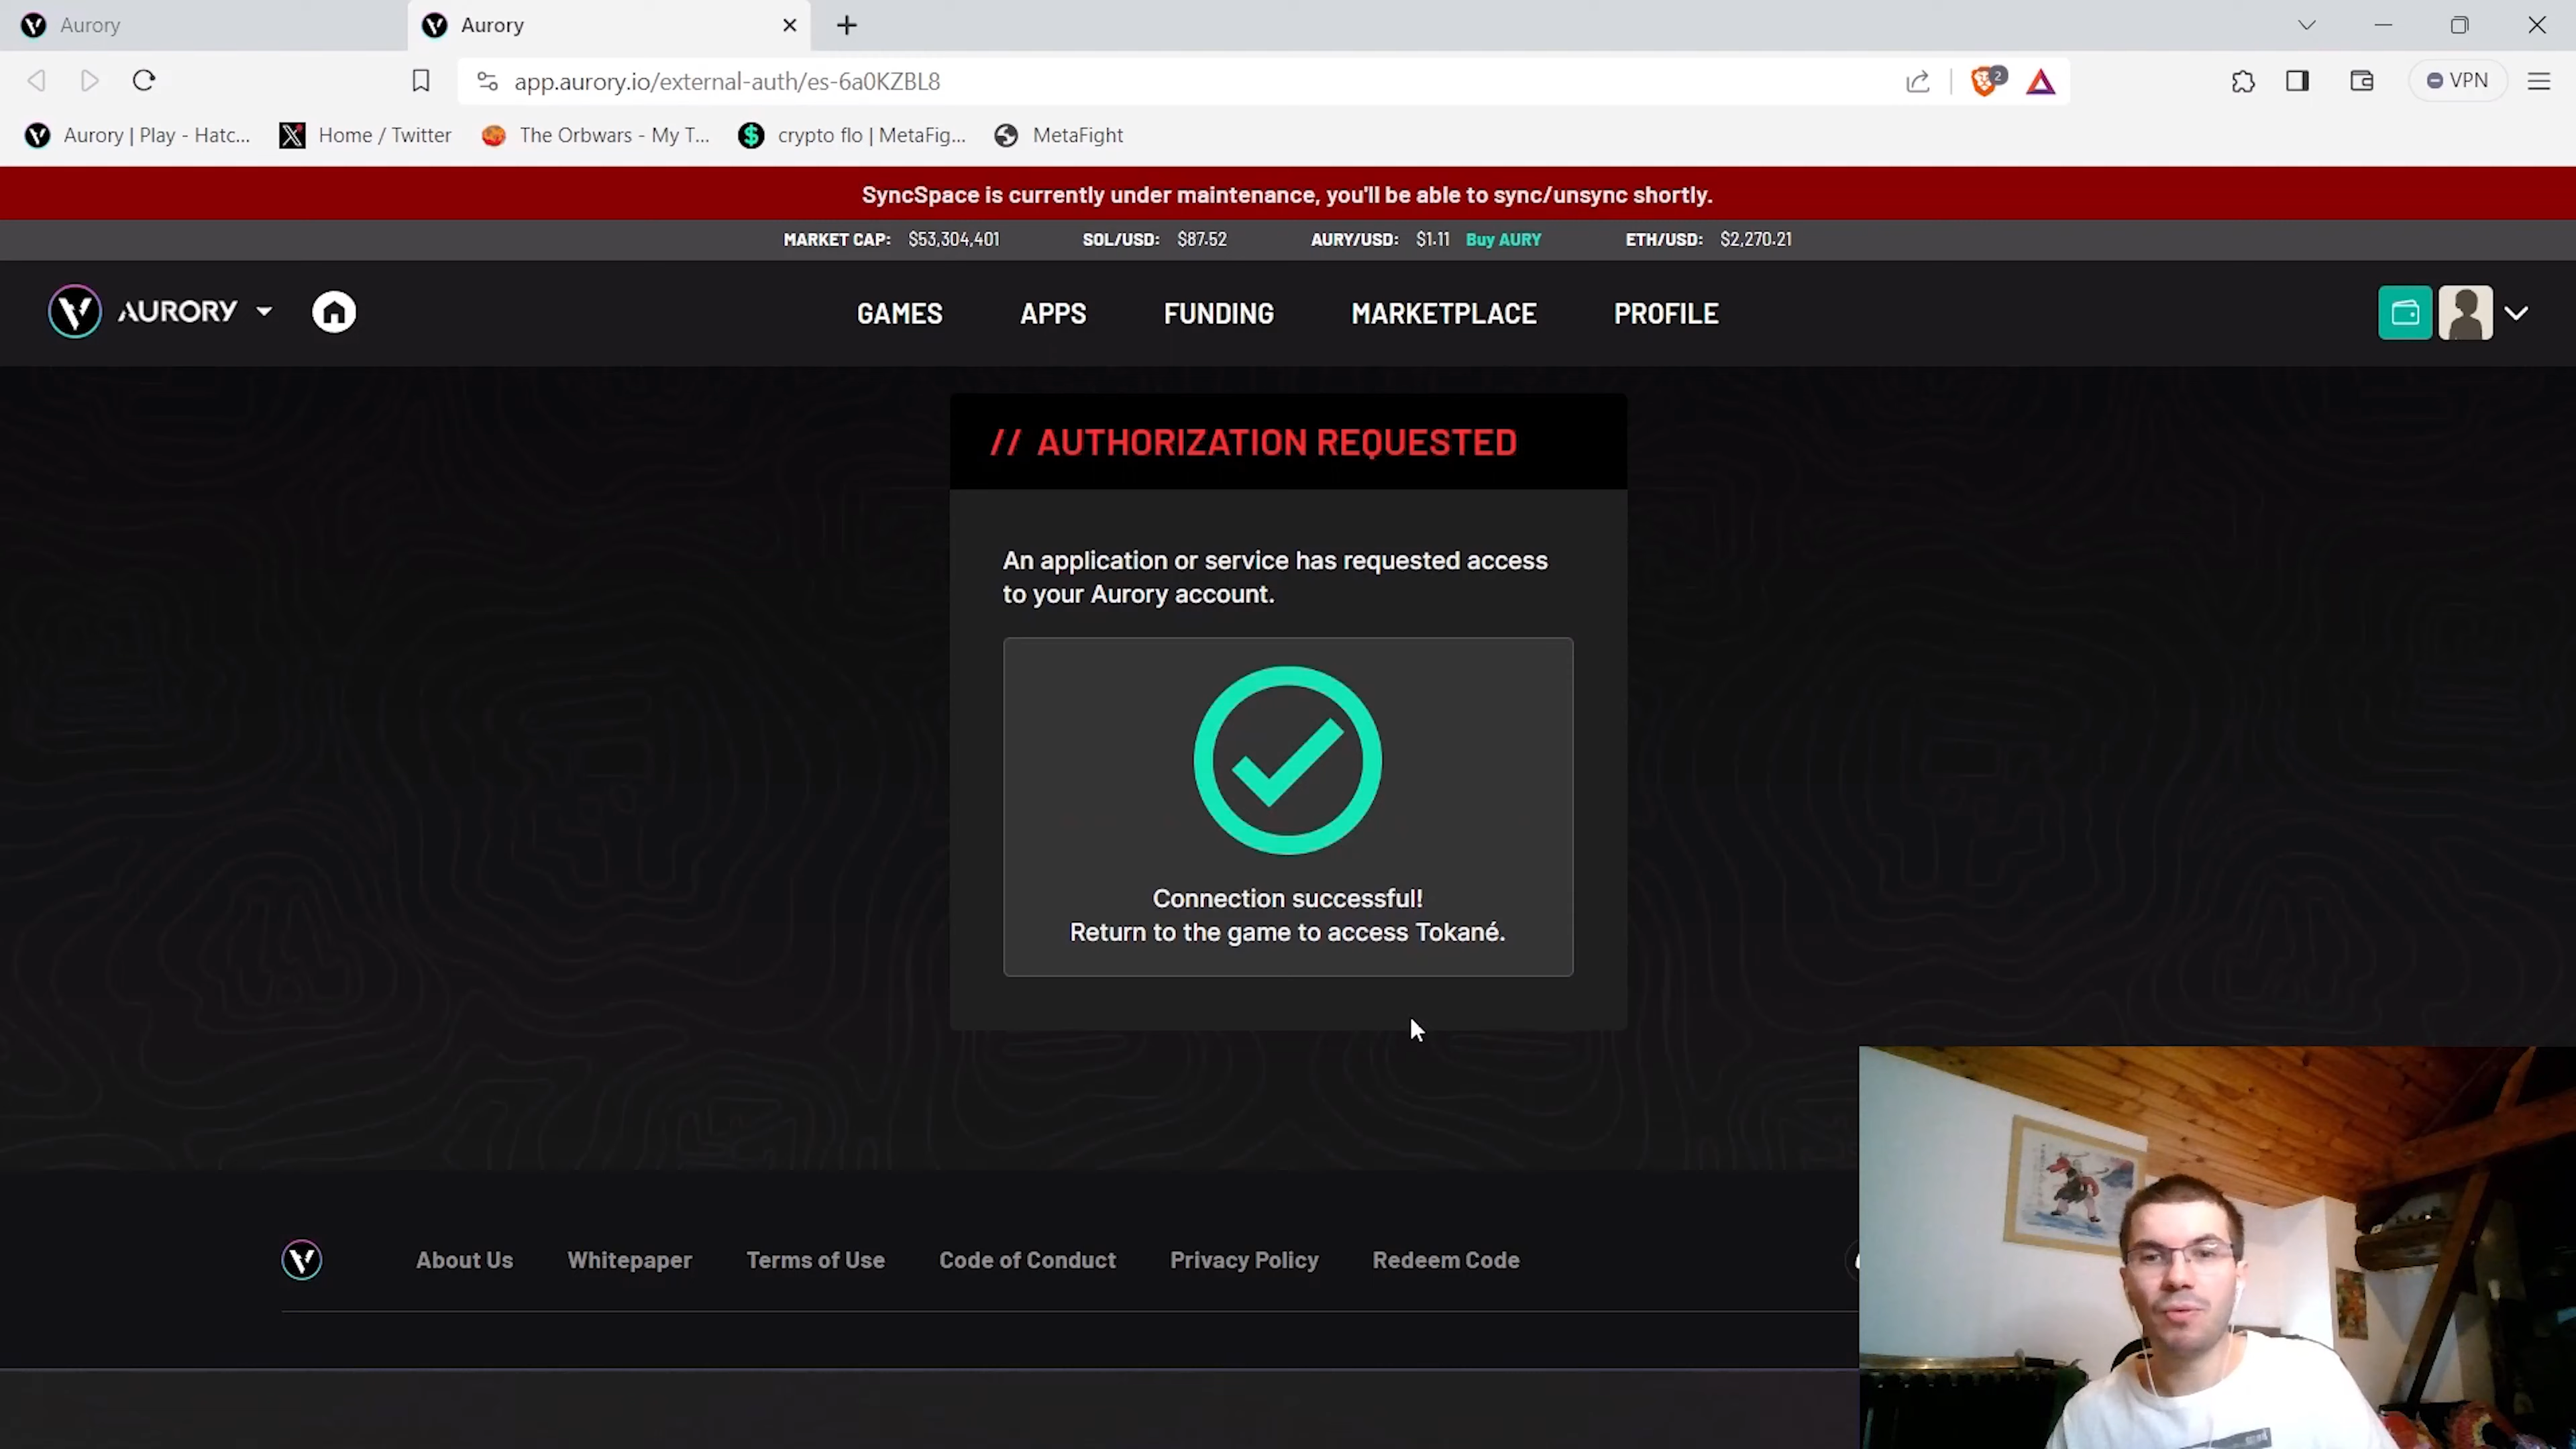 Aurory
Aurory
app.aurory.io/external-auth/es-6a0KZBL8
2
VPN
Aurory | Play - Hatc...
Home / Twitter
The Orbwars - My T...
crypto flo | MetaFig...
MetaFight
SyncSpace is currently under maintenance, you'll be able to sync/unsync shortly.
MARKET CAP: $53,304,401
SOL/USD: $87.52
AURY/USD: $1.11 Buy AURY
ETH/USD: $2,270.21
AURORY
GAMES
APPS
FUNDING
MARKETPLACE
PROFILE
// AUTHORIZATION REQUESTED
An application or service has requested access
to your Aurory account.
Connection successful!
Return to the game to access Tokané.
About Us
Whitepaper
Terms of Use
Code of Conduct
Privacy Policy
Redeem Code